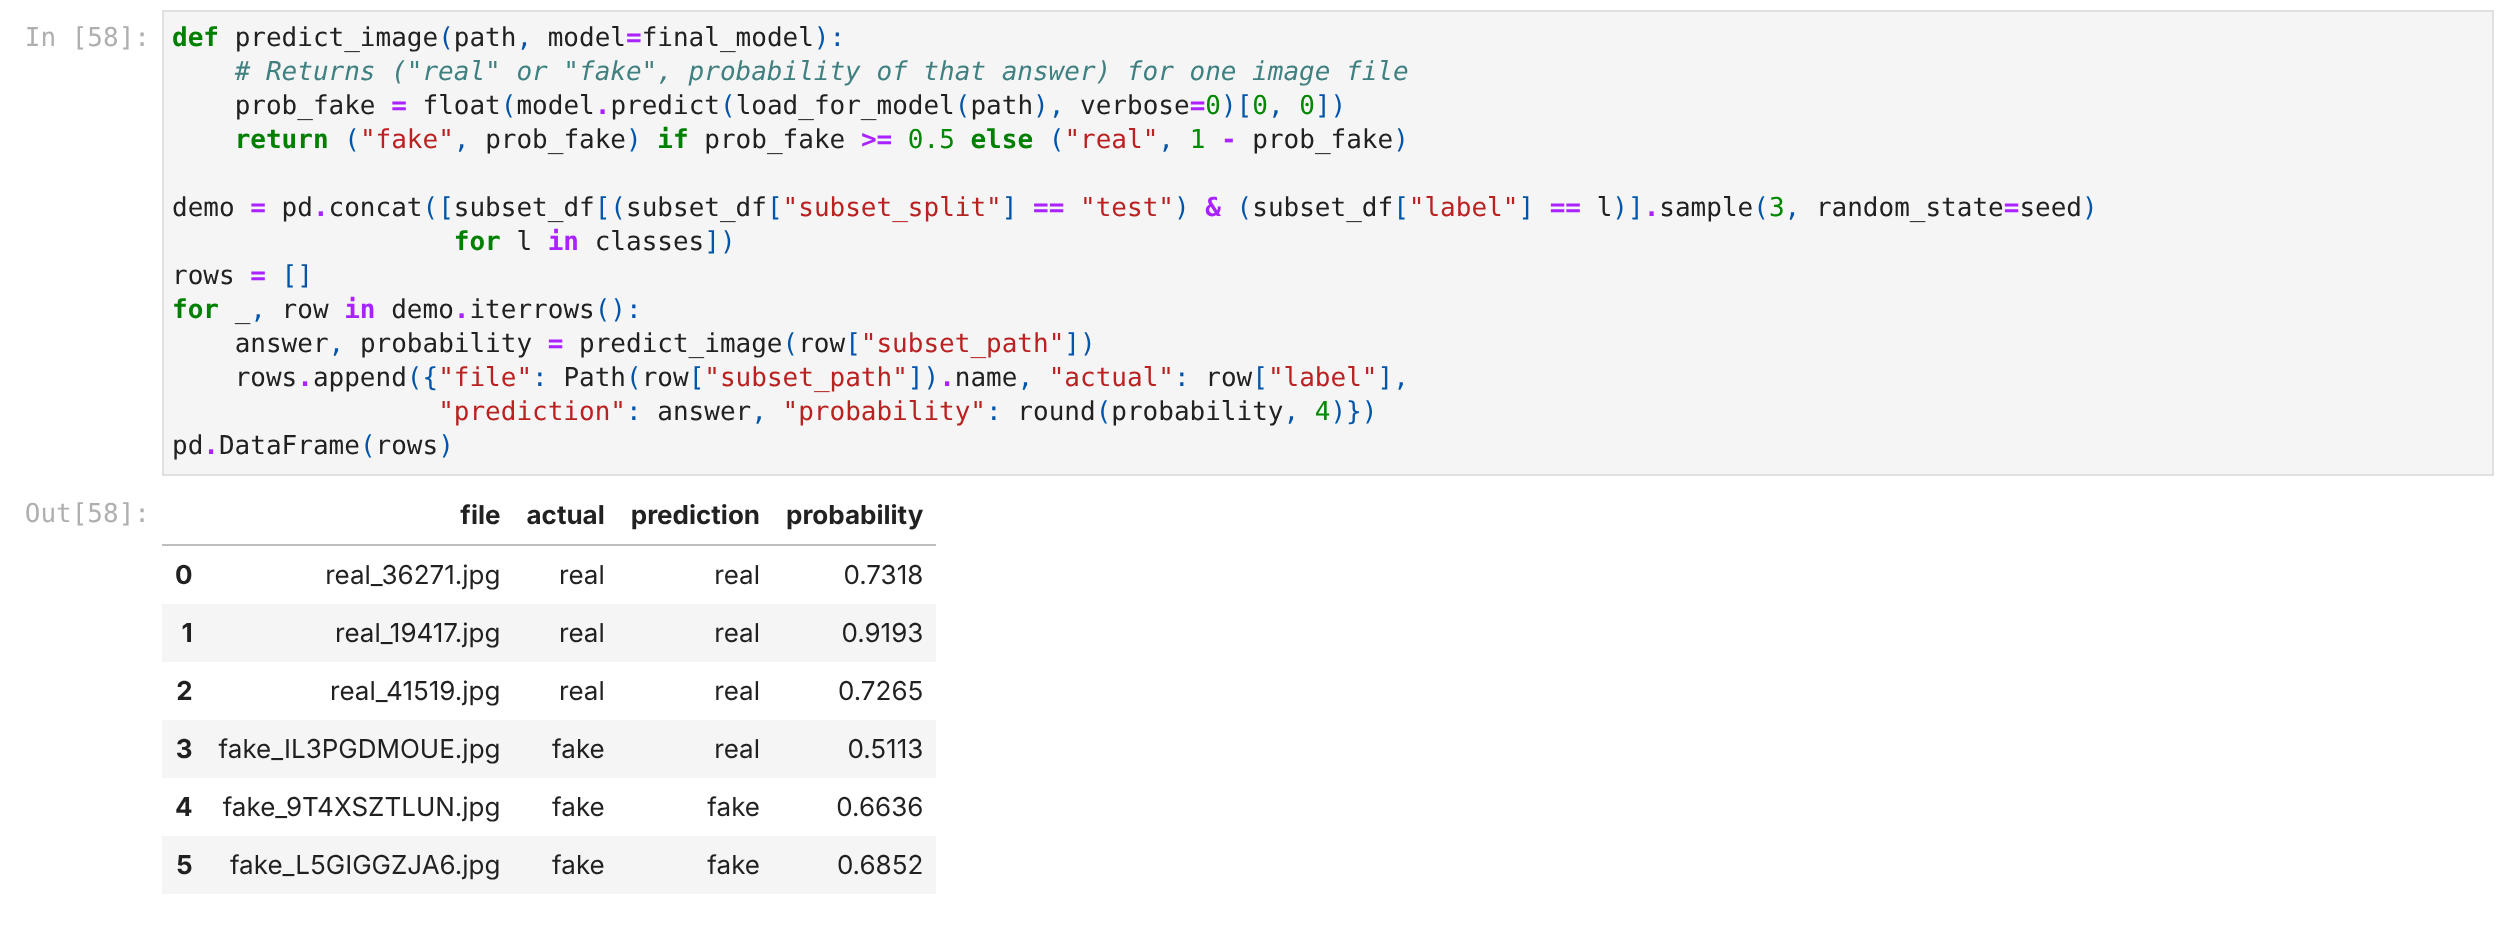 In [58]: def predict_image(path, model=final_model):
    # Returns ("real" or "fake", probability of that answer) for one image file
    prob_fake = float(model.predict(load_for_model(path), verbose=0)[0, 0])
    return ("fake", prob_fake) if prob_fake >= 0.5 else ("real", 1 - prob_fake)

demo = pd.concat([subset_df[(subset_df["subset_split"] == "test") & (subset_df["label"] == l)].sample(3, random_state=seed)
                  for l in classes])
rows = []
for _, row in demo.iterrows():
    answer, probability = predict_image(row["subset_path"])
    rows.append({"file": Path(row["subset_path"]).name, "actual": row["label"],
                 "prediction": answer, "probability": round(probability, 4)})
pd.DataFrame(rows)
Out[58]: file actual prediction probability
0 real_36271.jpg real real 0.7318
1 real_19417.jpg real real 0.9193
2 real_41519.jpg real real 0.7265
3 fake_IL3PGDMOUE.jpg fake real 0.5113
4 fake_9T4XSZTLUN.jpg fake fake 0.6636
5 fake_L5GIGGZJA6.jpg fake fake 0.6852